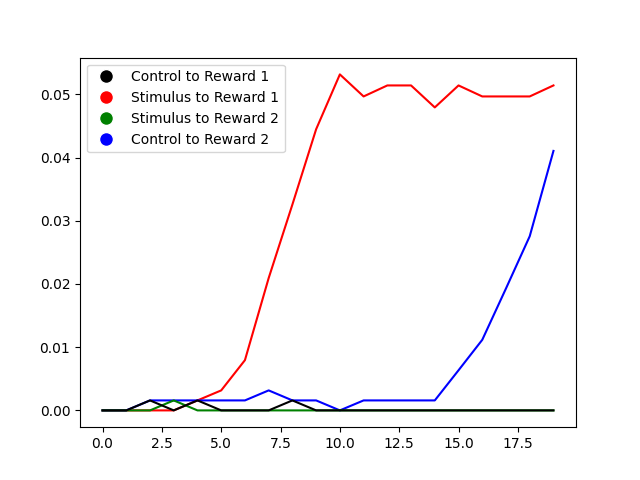 Control to Reward 1
Stimulus to Reward 1
Stimulus to Reward 2
Control to Reward 2
0.05
0.04
0.03
0.02
0.01
0.00
0.0 2.5 5.0 7.5 10.0 12.5 15.0 17.5